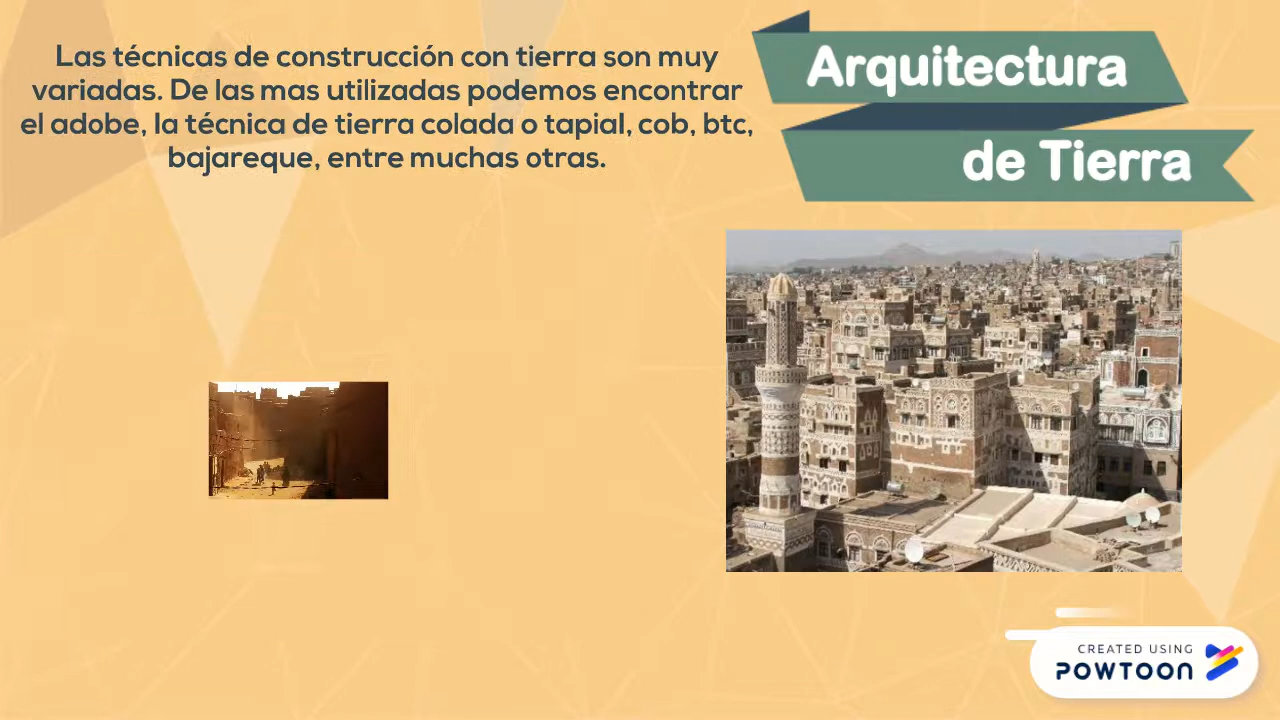 Las técnicas de construcción con tierra son muy
variadas. De las mas utilizadas podemos encontrar
el adobe, la técnica de tierra colada o tapial, cob, btc,
bajareque, entre muchas otras.
Arquitectura
de Tierra
CREATED USING
POWTOON